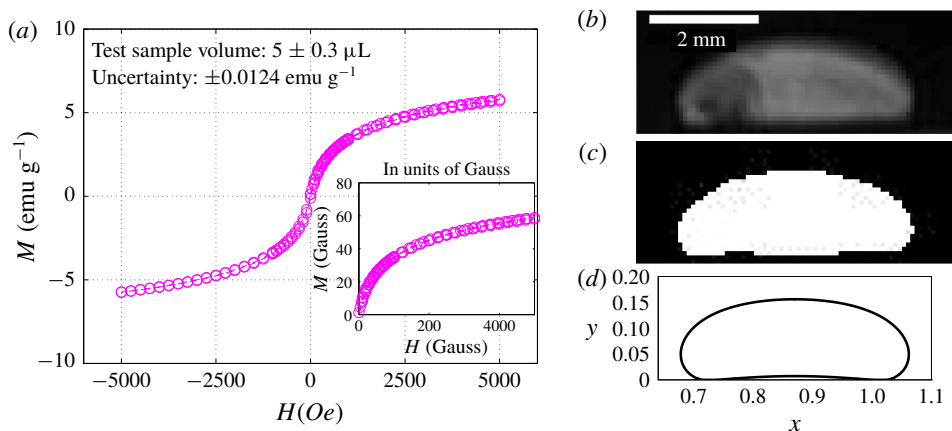 (a)
10
5
0
−5
−10
M (emu g⁻¹)
Test sample volume: 5 ± 0.3 μL
Uncertainty: ±0.0124 emu g⁻¹
In units of Gauss
80
60
40
20
0
M (Gauss)
0 4000
H (Gauss)
−5000 −2500 0 2500 5000
H(Oe)
(b)
2 mm
(c)
(d)
0.20
0.15
0.10
0.05
0
y
0.7 0.8 0.9 1.0 1.1
x